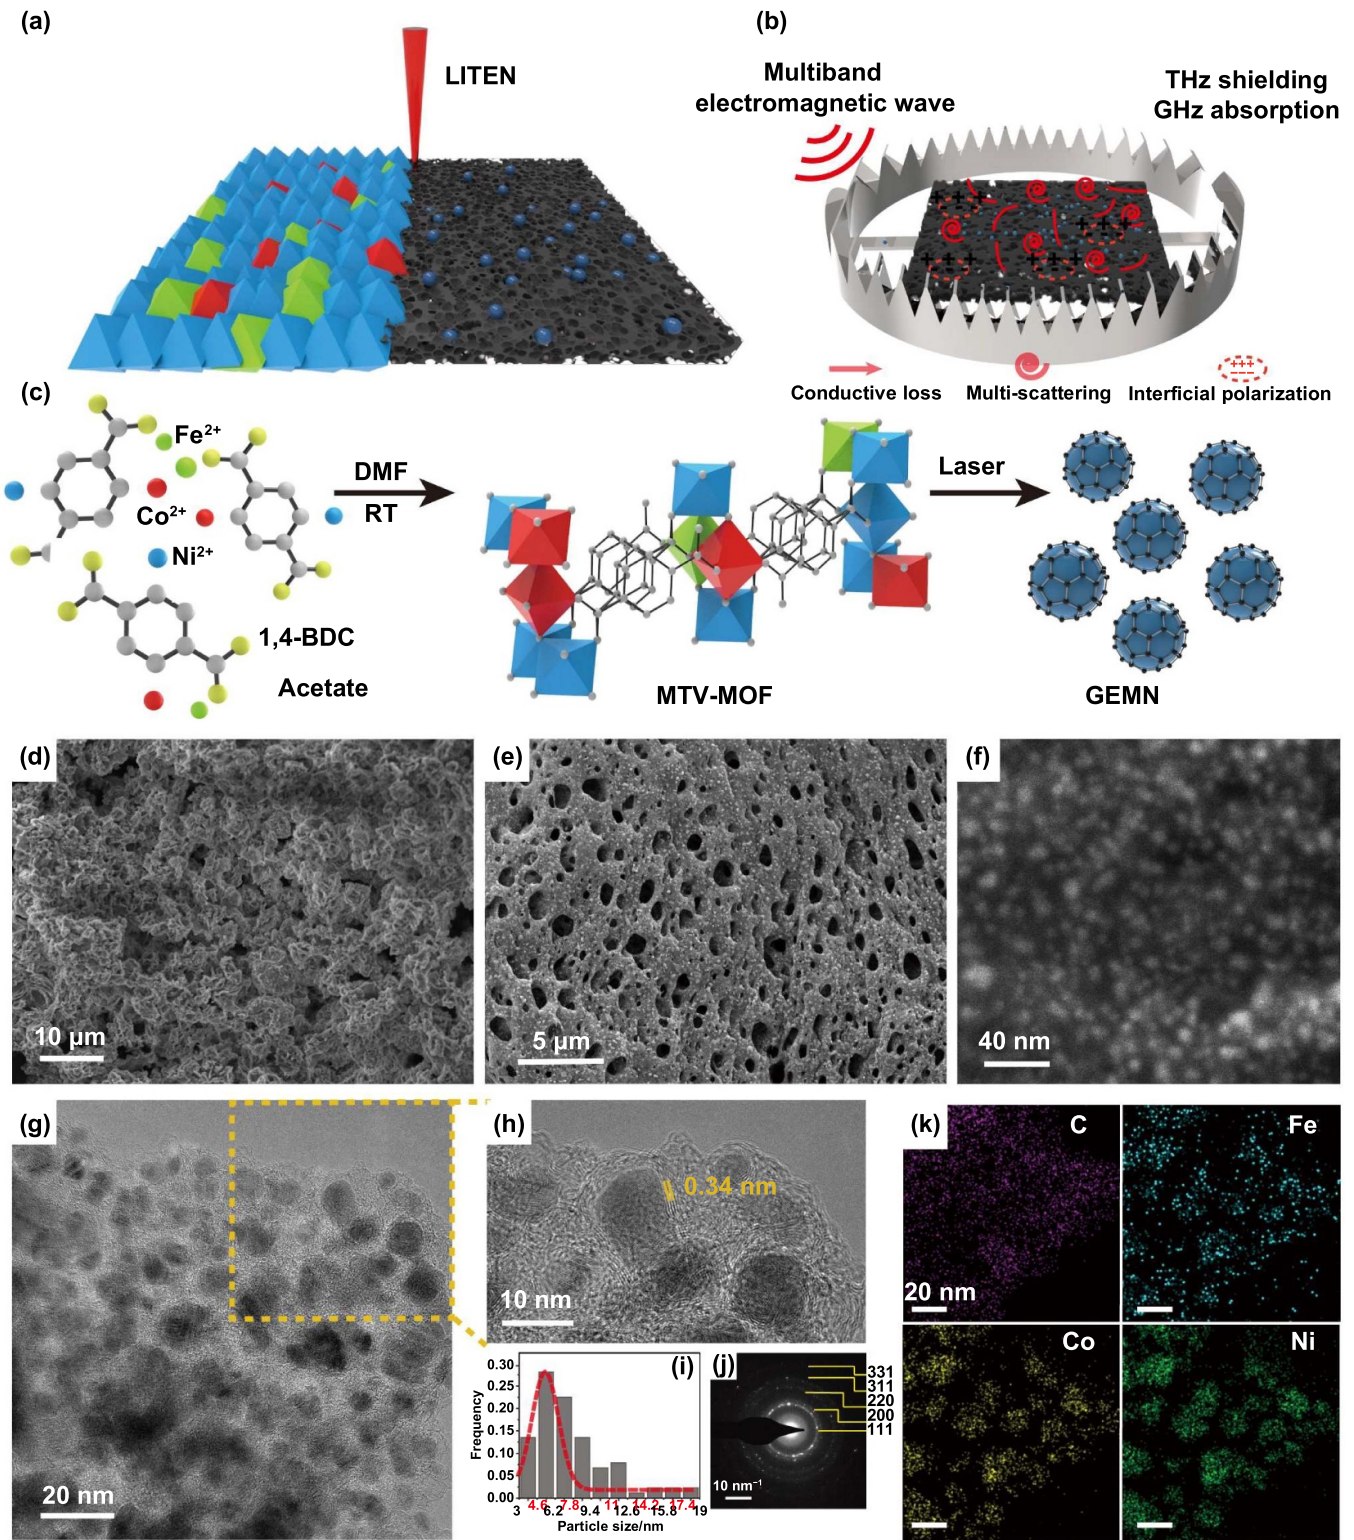 (a)
LITEN
(b)
Multiband
electromagnetic wave
THz shielding
GHz absorption
Conductive loss
Multi-scattering
Interficial polarization
(c)
Fe²⁺
Co²⁺
Ni²⁺
1,4-BDC
Acetate
DMF
RT
MTV-MOF
Laser
GEMN
(d)
10 μm
(e)
5 μm
(f)
40 nm
(g)
20 nm
(h)
0.34 nm
10 nm
(i)
Frequency
0.30
0.25
0.20
0.15
0.10
0.05
0.00
3 4.6 6.2 7.8 9.4 11 12.6 14.2 15.8 17.4 19
Particle size/nm
(j)
331
311
220
200
111
10 nm⁻¹
(k)
C
20 nm
Fe
Co
Ni